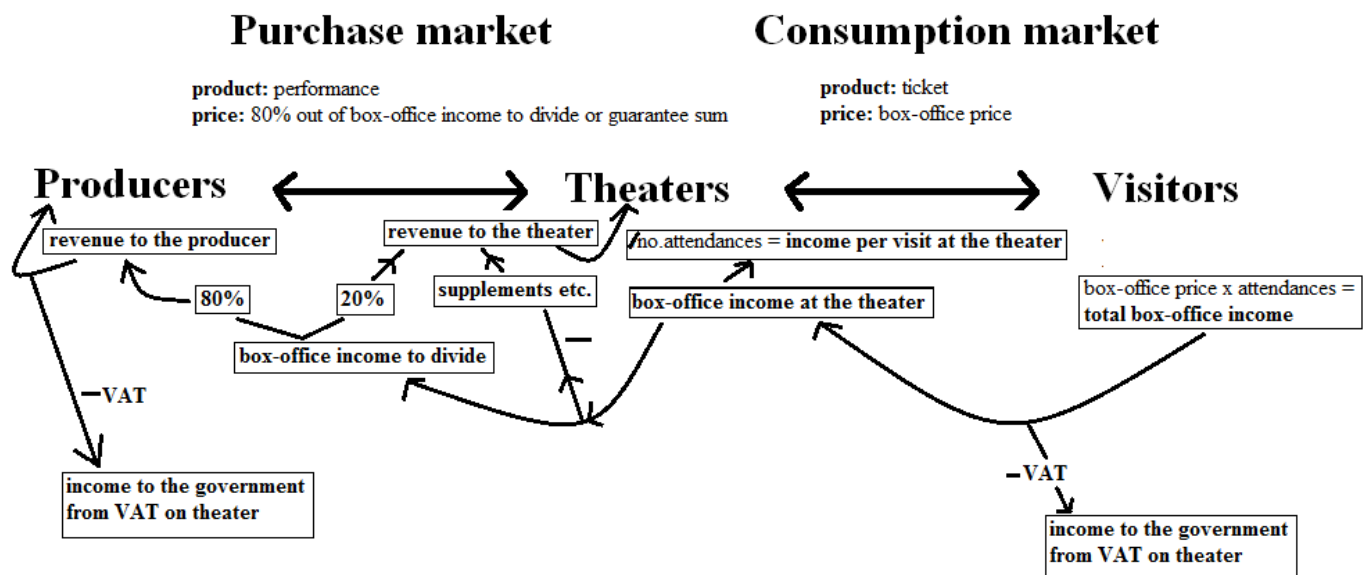 Purchase market
Consumption market
product: performance
price: 80% out of box-office income to divide or guarantee sum
product: ticket
price: box-office price
Producers
Theaters
Visitors
revenue to the producer
revenue to the theater
/no.attendances = income per visit at the theater
80%
20%
supplements etc.
box-office income at the theater
box-office price x attendances =
total box-office income
box-office income to divide
–
–VAT
–VAT
income to the government
from VAT on theater
income to the government
from VAT on theater